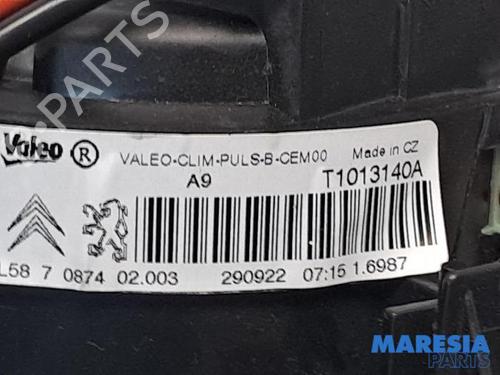 Valeo ® VALEO-CLIM-PULS-B-CEM00 Made in CZ
A9 T1013140A
L58 7 0874 02.003 290922 07:15 1.6987
MARESIA
PARTS